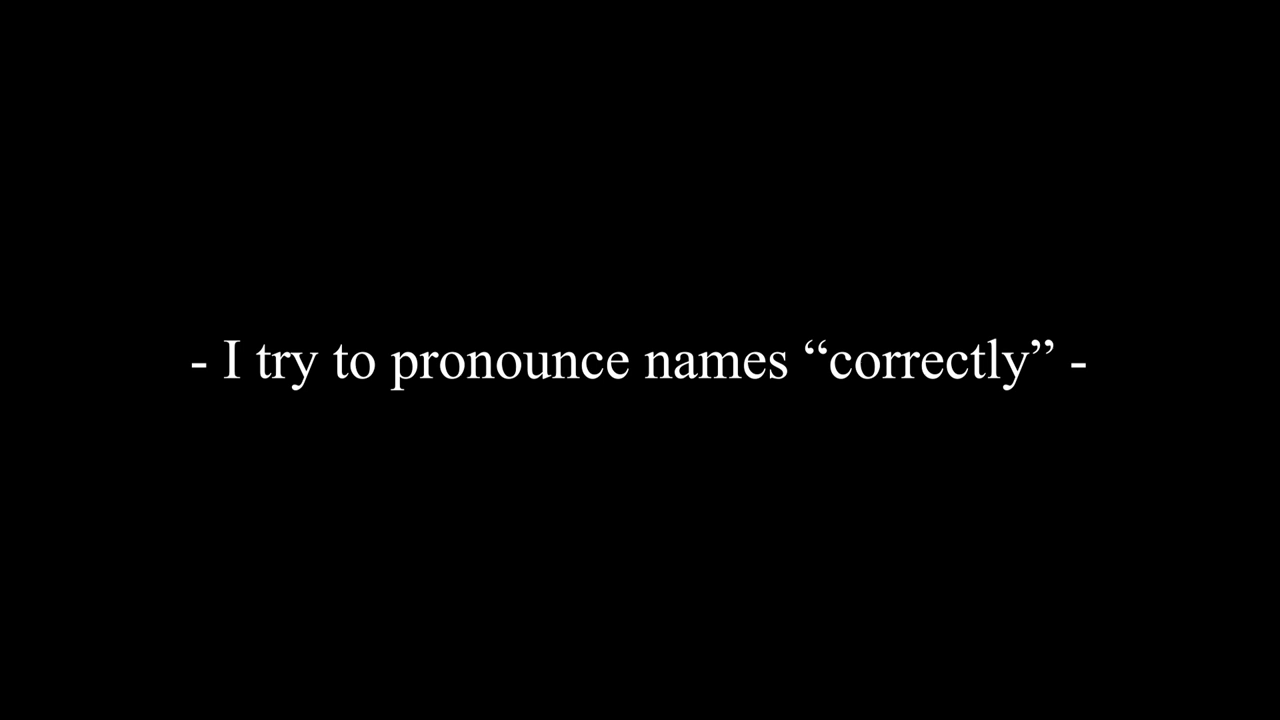 - I try to pronounce names “correctly” -